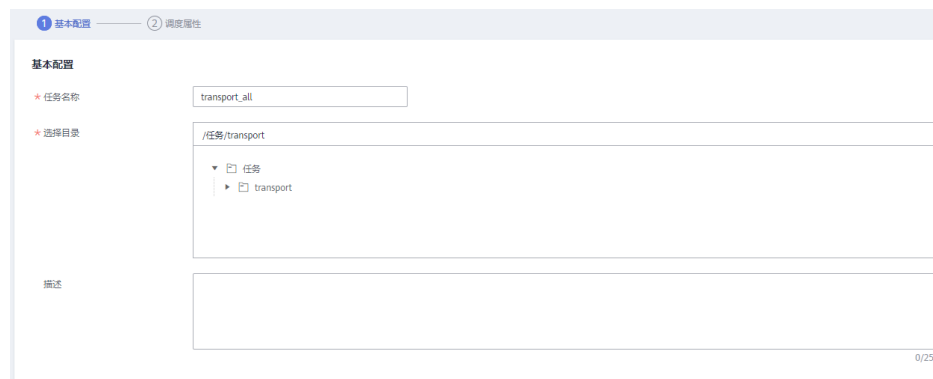 1 基本配置 2 调度属性
基本配置
* 任务名称 transport_all
* 选择目录 /任务/transport
任务
transport
描述
0/25